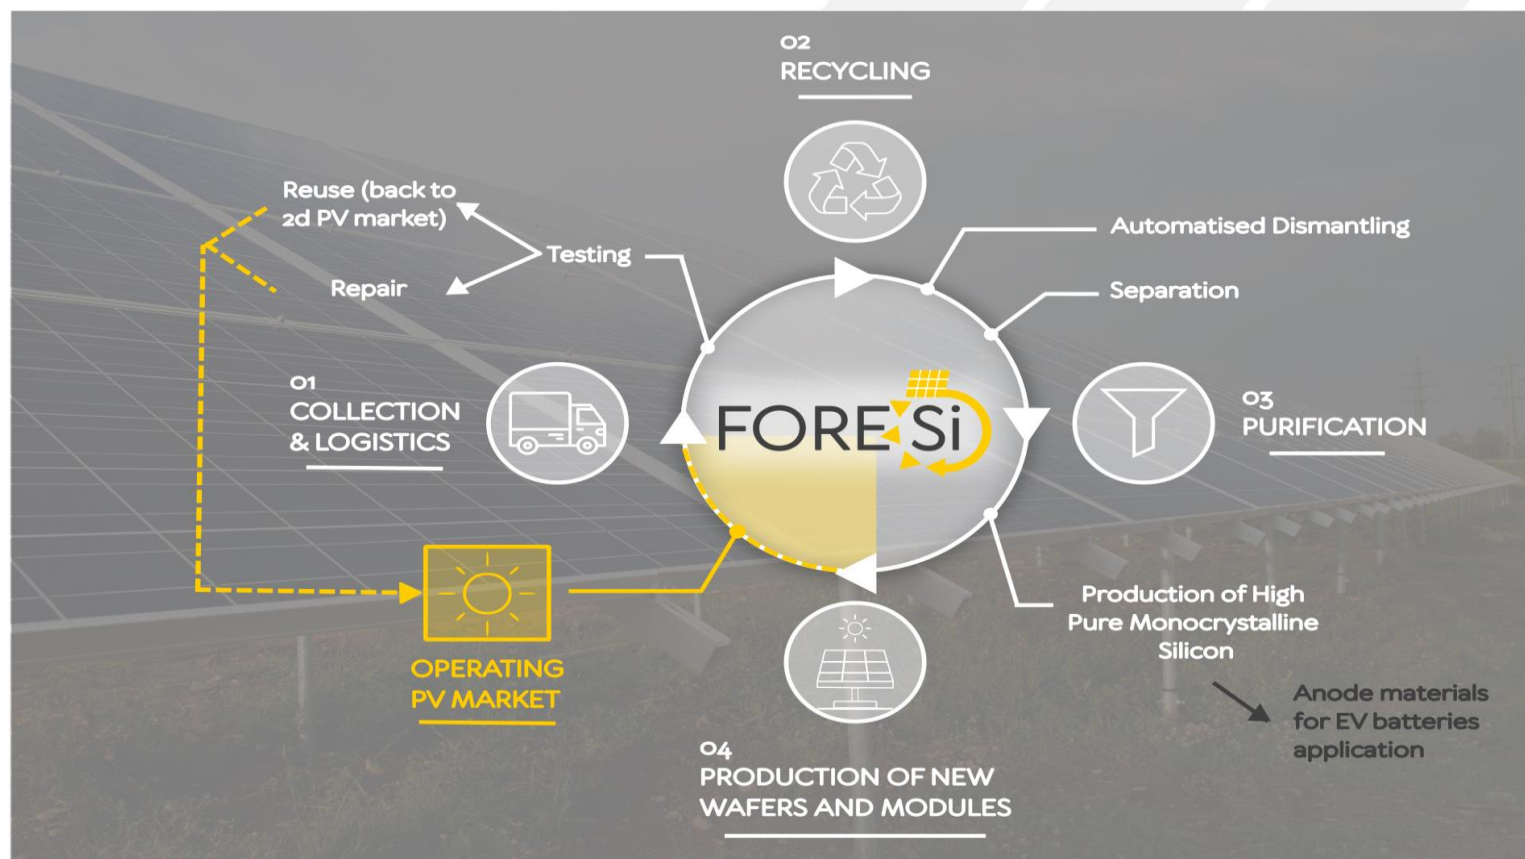 02
RECYCLING
Reuse (back to
2d PV market)
Testing
Repair
Automatised Dismantling
Separation
01
COLLECTION
& LOGISTICS
FORE Si
03
PURIFICATION
OPERATING
PV MARKET
Production of High
Pure Monocrystalline
Silicon
Anode materials
for EV batteries
application
04
PRODUCTION OF NEW
WAFERS AND MODULES